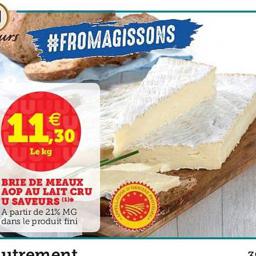 urs
#FROMAGISSONS
11€,30
Le kg
BRIE DE MEAUX
AOP AU LAIT CRU
U SAVEURS (1)
A partir de 21% MG
dans le produit fini
utrement